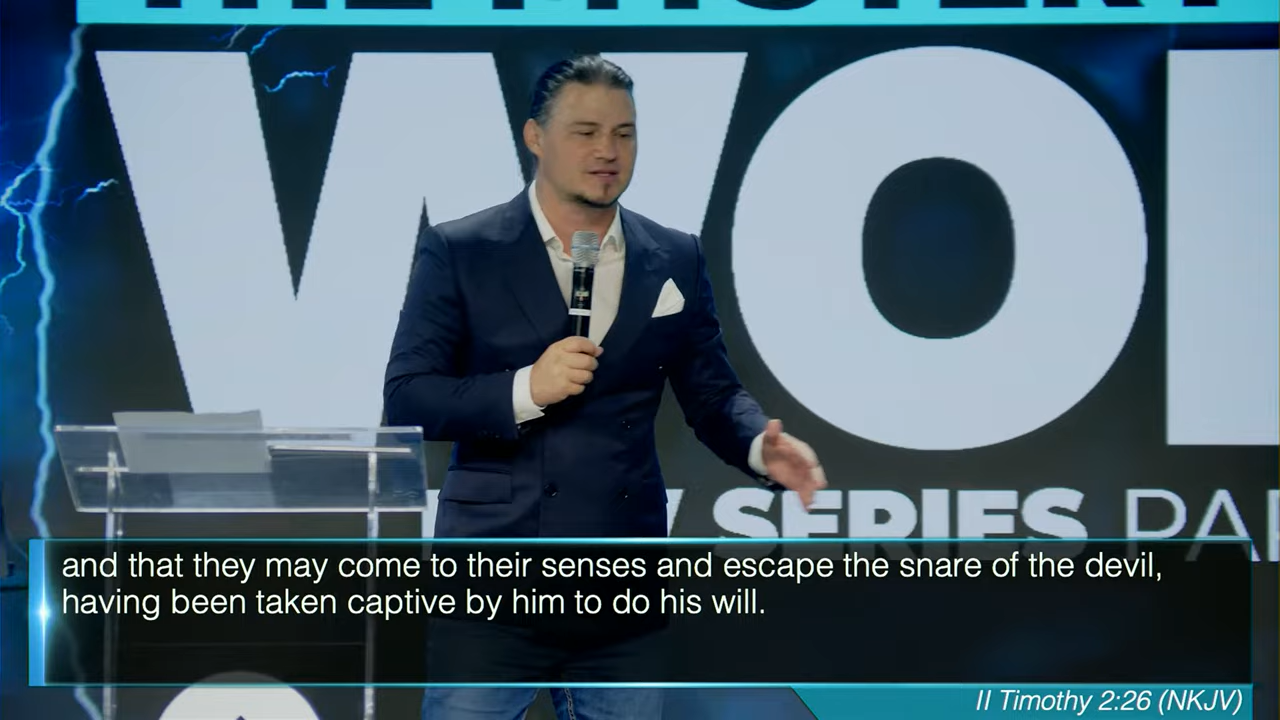 SERIES
and that they may come to their senses and escape the snare of the devil,
having been taken captive by him to do his will.
II Timothy 2:26 (NKJV)